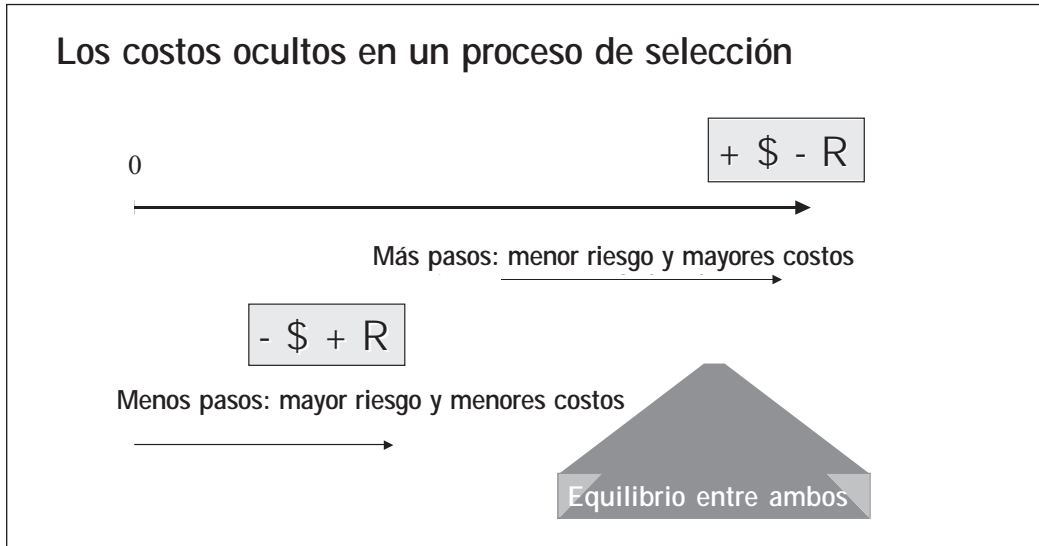 Los costos ocultos en un proceso de selección
0
+ $ - R
Más pasos: menor riesgo y mayores costos
- $ + R
Menos pasos: mayor riesgo y menores costos
Equilibrio entre ambos